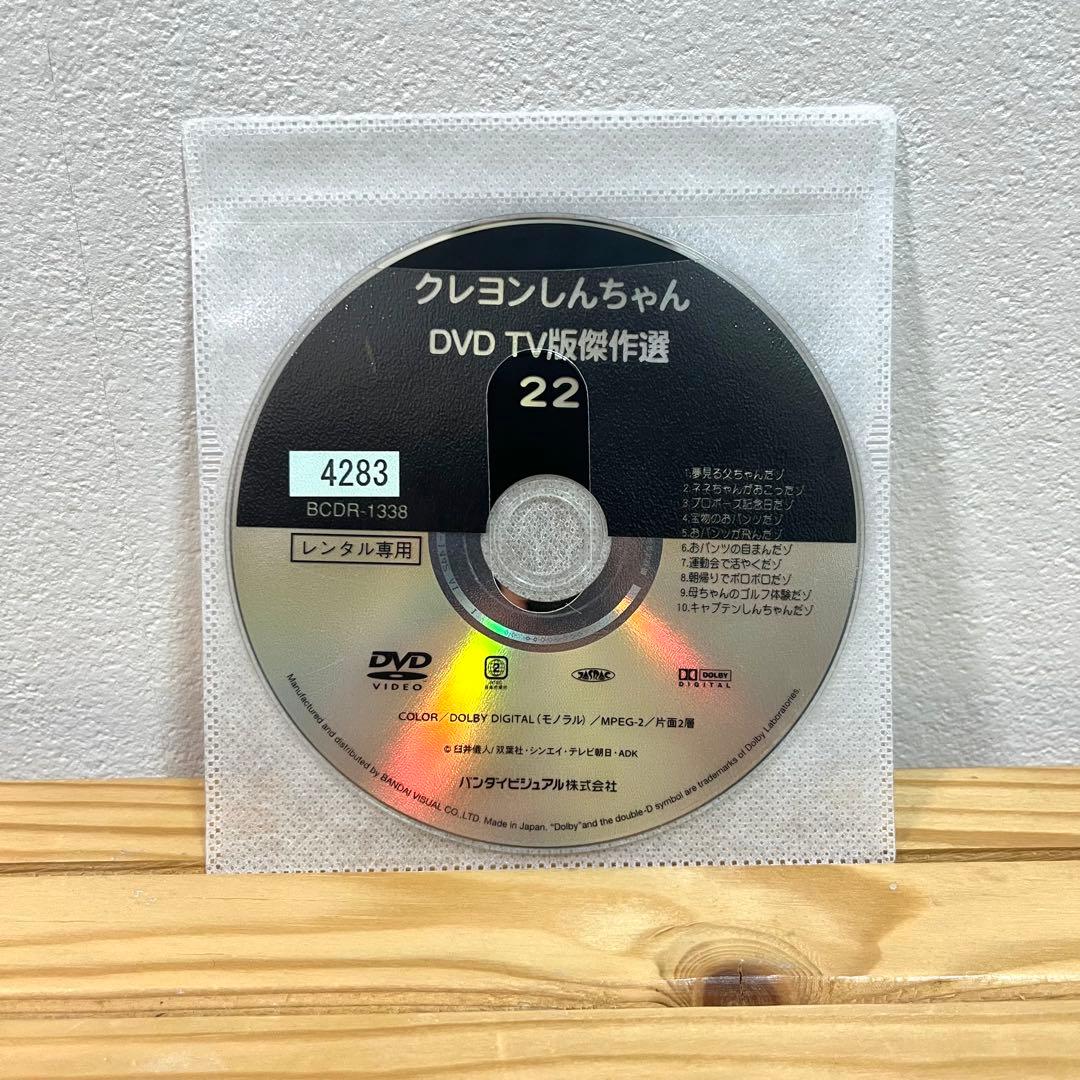 クレヨンしんちゃん
DVD TV版傑作選
22
4283
BCDR-1338
レンタル専用
1.夢見る父ちゃんだゾ
2.ネネちゃんがおこったゾ
3.プロポーズ記念日だゾ
4.宝物のおパンツだゾ
5.おパンツが飛んだゾ
6.おパンツの自まんだゾ
7.運動会で活やくだゾ
8.朝帰りでボロボロだゾ
9.母ちゃんのゴルフ体験だゾ
10.キャプテンしんちゃんだゾ
DVD
VIDEO
2
JASRAC
DOLBY
DIGITAL
COLOR/DOLBY DIGITAL(モノラル)/MPEG-2/片面2層
© 臼井儀人/双葉社・シンエイ・テレビ朝日・ADK
バンダイビジュアル株式会社
Manufactured and distributed by BANDAI VISUAL CO.,LTD. Made in Japan. "Dolby" and the double-D symbol are trademarks of Dolby Laboratories.